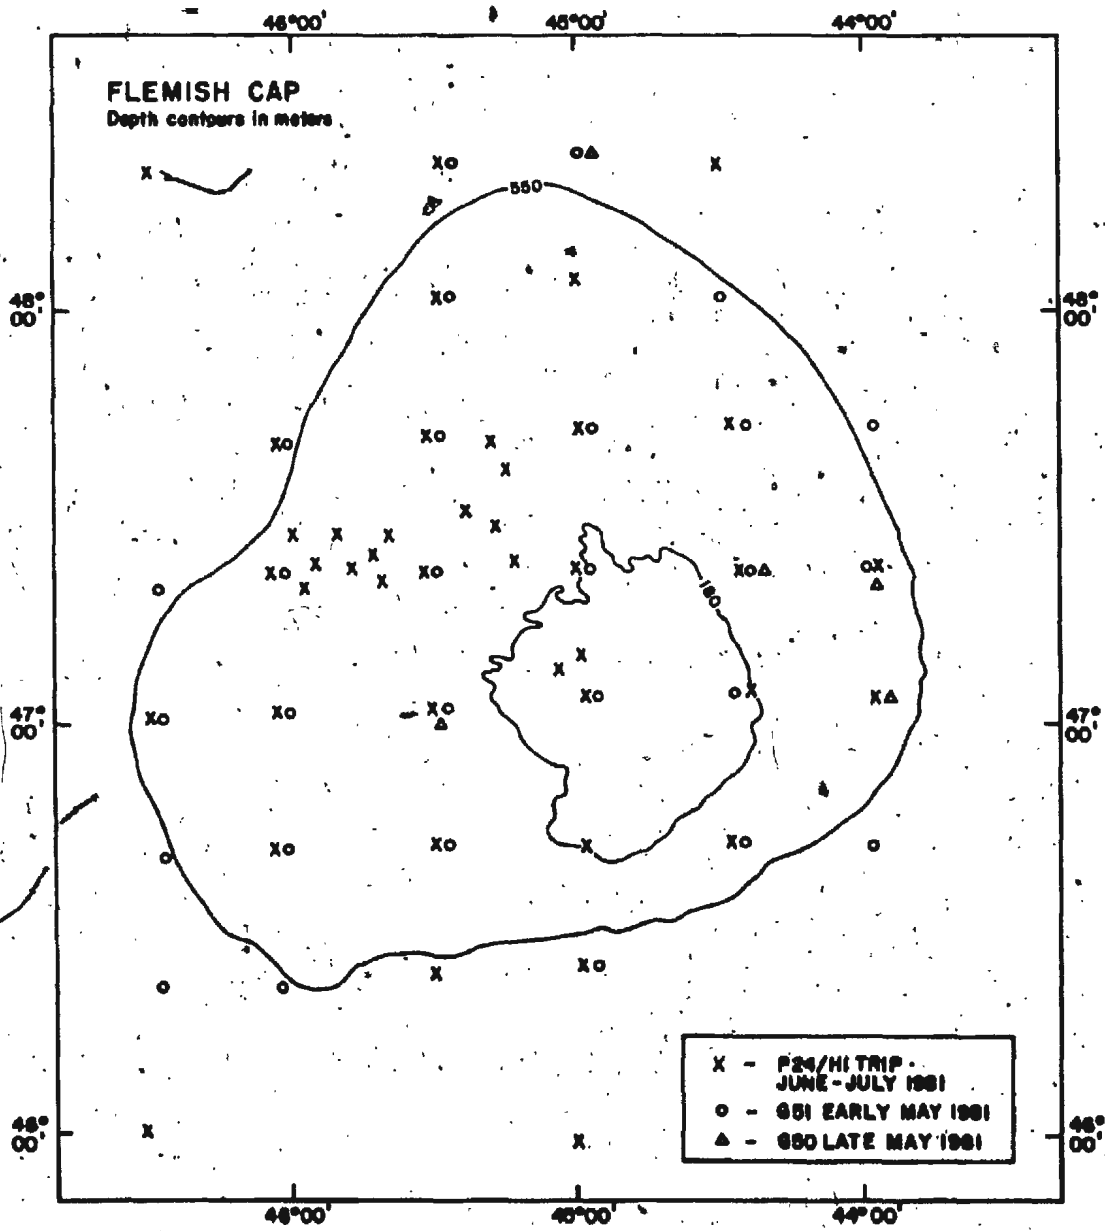 46°00' 45°00' 44°00'
FLEMISH CAP
Depth contours in meters
550
48° 48°
00' 00'
180
47° 47°
00' 00'
X - P24/H1 TRIP
JUNE-JULY 1981
o - G51 EARLY MAY 1981
Δ - G50 LATE MAY 1981
46° 46°
00' 00'
46°00' 45°00' 44°00'